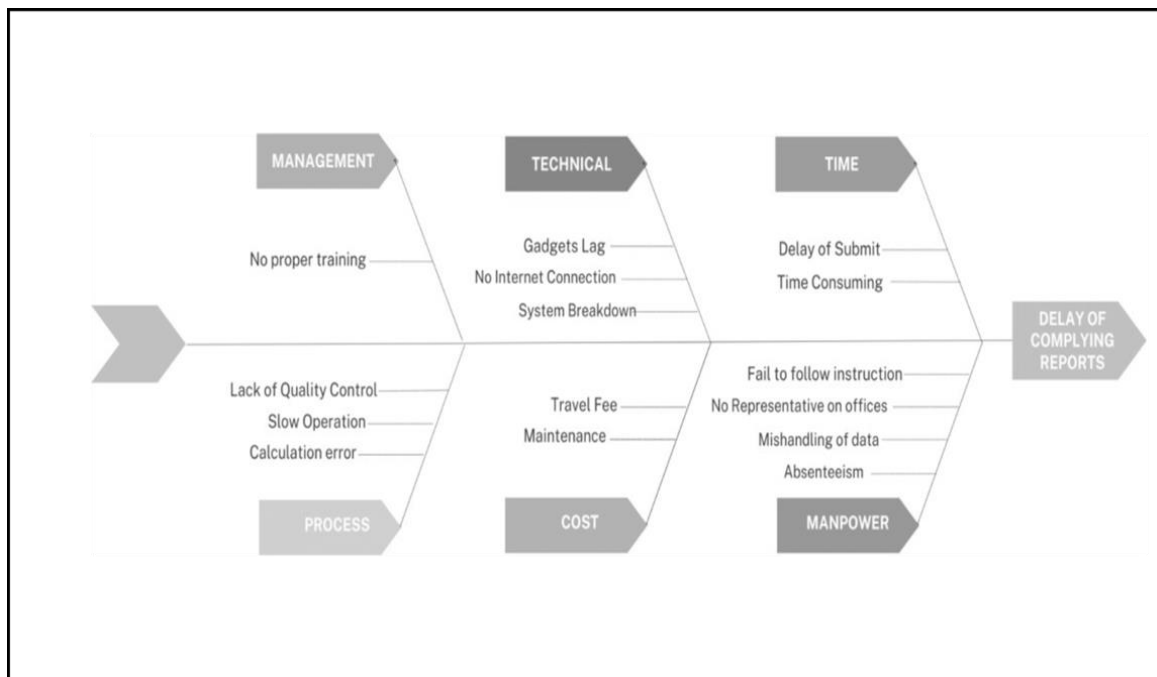 MANAGEMENT
TECHNICAL
TIME
No proper training
Gadgets Lag
No Internet Connection
System Breakdown
Delay of Submit
Time Consuming
DELAY OF
COMPLYING
REPORTS
Lack of Quality Control
Slow Operation
Calculation error
Travel Fee
Maintenance
Fail to follow instruction
No Representative on offices
Mishandling of data
Absenteeism
PROCESS
COST
MANPOWER